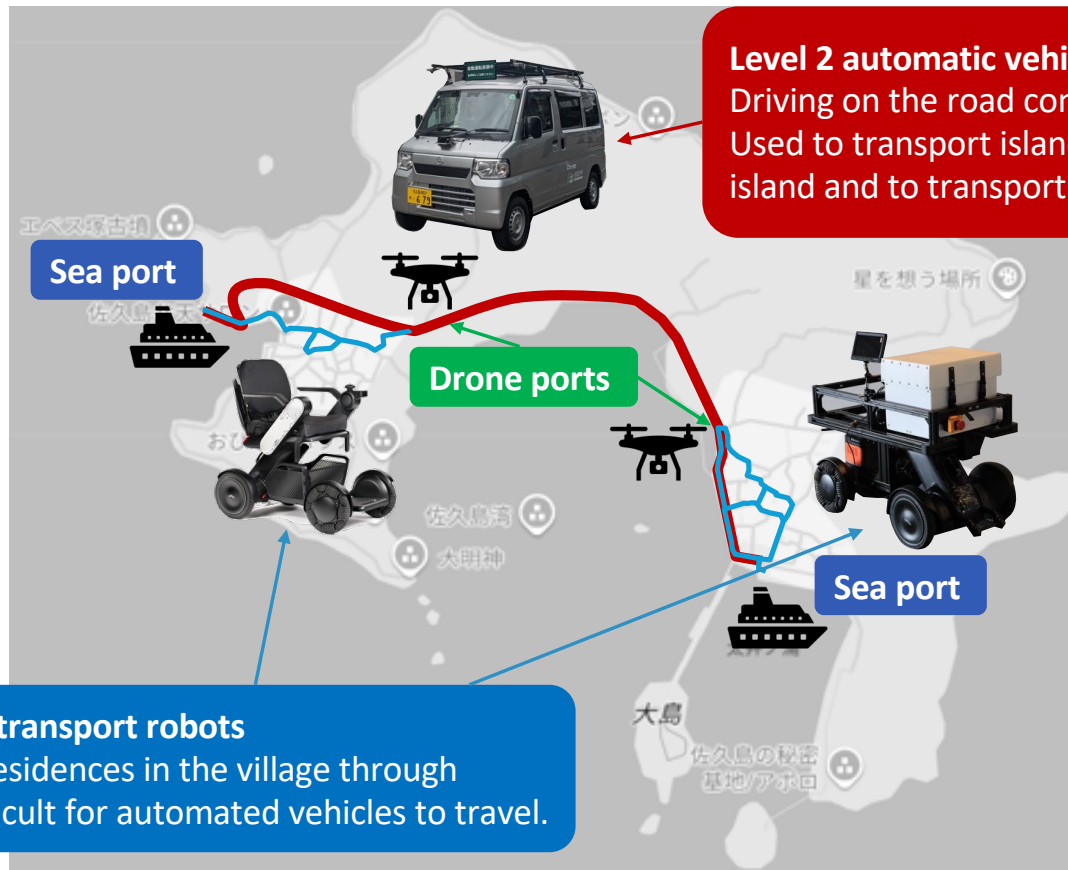 Level 2 automatic vehi
Driving on the road cor
Used to transport islan
island and to transport
エベス塚古墳
Sea port
星を想う場所
佐久島
Drone ports
佐久島湾
大明神
Sea port
大島
transport robots
esidences in the village through
cult for automated vehicles to travel.
佐久島の秘密
基地/アポロ
679